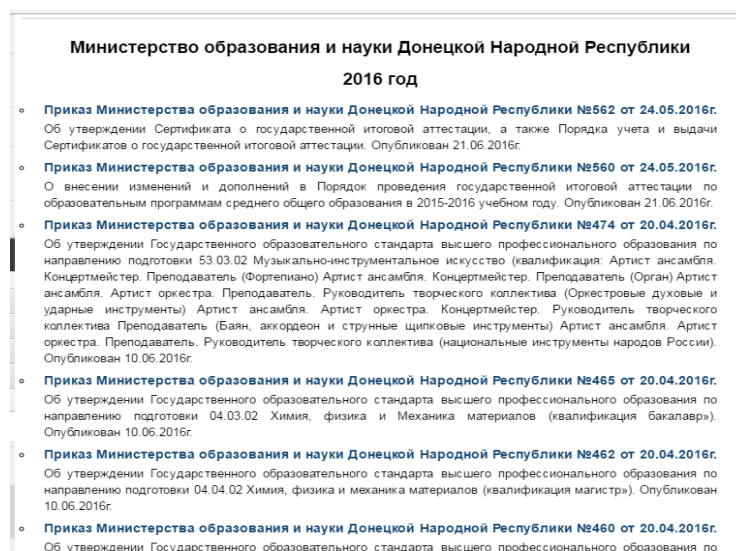 Министерство образования и науки Донецкой Народной Республики
2016 год
Приказ Министерства образования и науки Донецкой Народной Республики №562 от 24.05.2016г.
Об утверждении Сертификата о государственной итоговой аттестации, а также Порядка учета и выдачи
Сертификатов о государственной итоговой аттестации. Опубликован 21.06.2016г.
Приказ Министерства образования и науки Донецкой Народной Республики №560 от 24.05.2016г.
О внесении изменений и дополнений в Порядок проведения государственной итоговой аттестации по
образовательным программам среднего общего образования в 2015-2016 учебном году. Опубликован 21.06.2016г.
Приказ Министерства образования и науки Донецкой Народной Республики №474 от 20.04.2016г.
Об утверждении Государственного образовательного стандарта высшего профессионального образования по
направлению подготовки 53.03.02 Музыкально-инструментальное искусство (квалификация: Артист ансамбля.
Концертмейстер. Преподаватель (Фортепиано) Артист ансамбля. Концертмейстер. Преподаватель (Орган) Артист
ансамбля. Артист оркестра. Преподаватель. Руководитель творческого коллектива (Оркестровые духовые и
ударные инструменты) Артист ансамбля. Артист оркестра. Концертмейстер. Руководитель творческого
коллектива Преподаватель (Баян, аккордеон и струнные щипковые инструменты) Артист ансамбля. Артист
оркестра. Преподаватель. Руководитель творческого коллектива (национальные инструменты народов России).
Опубликован 10.06.2016г.
Приказ Министерства образования и науки Донецкой Народной Республики №465 от 20.04.2016г.
Об утверждении Государственного образовательного стандарта высшего профессионального образования по
направлению подготовки 04.03.02 Химия, физика и Механика материалов (квалификация бакалавр»).
Опубликован 10.06.2016г.
Приказ Министерства образования и науки Донецкой Народной Республики №462 от 20.04.2016г.
Об утверждении Государственного образовательного стандарта высшего профессионального образования по
направлению подготовки 04.04.02 Химия, физика и механика материалов (квалификация магистр»). Опубликован
10.06.2016г.
Приказ Министерства образования и науки Донецкой Народной Республики №460 от 20.04.2016г.
Об утверждении Государственного образовательного стандарта высшего профессионального образования по